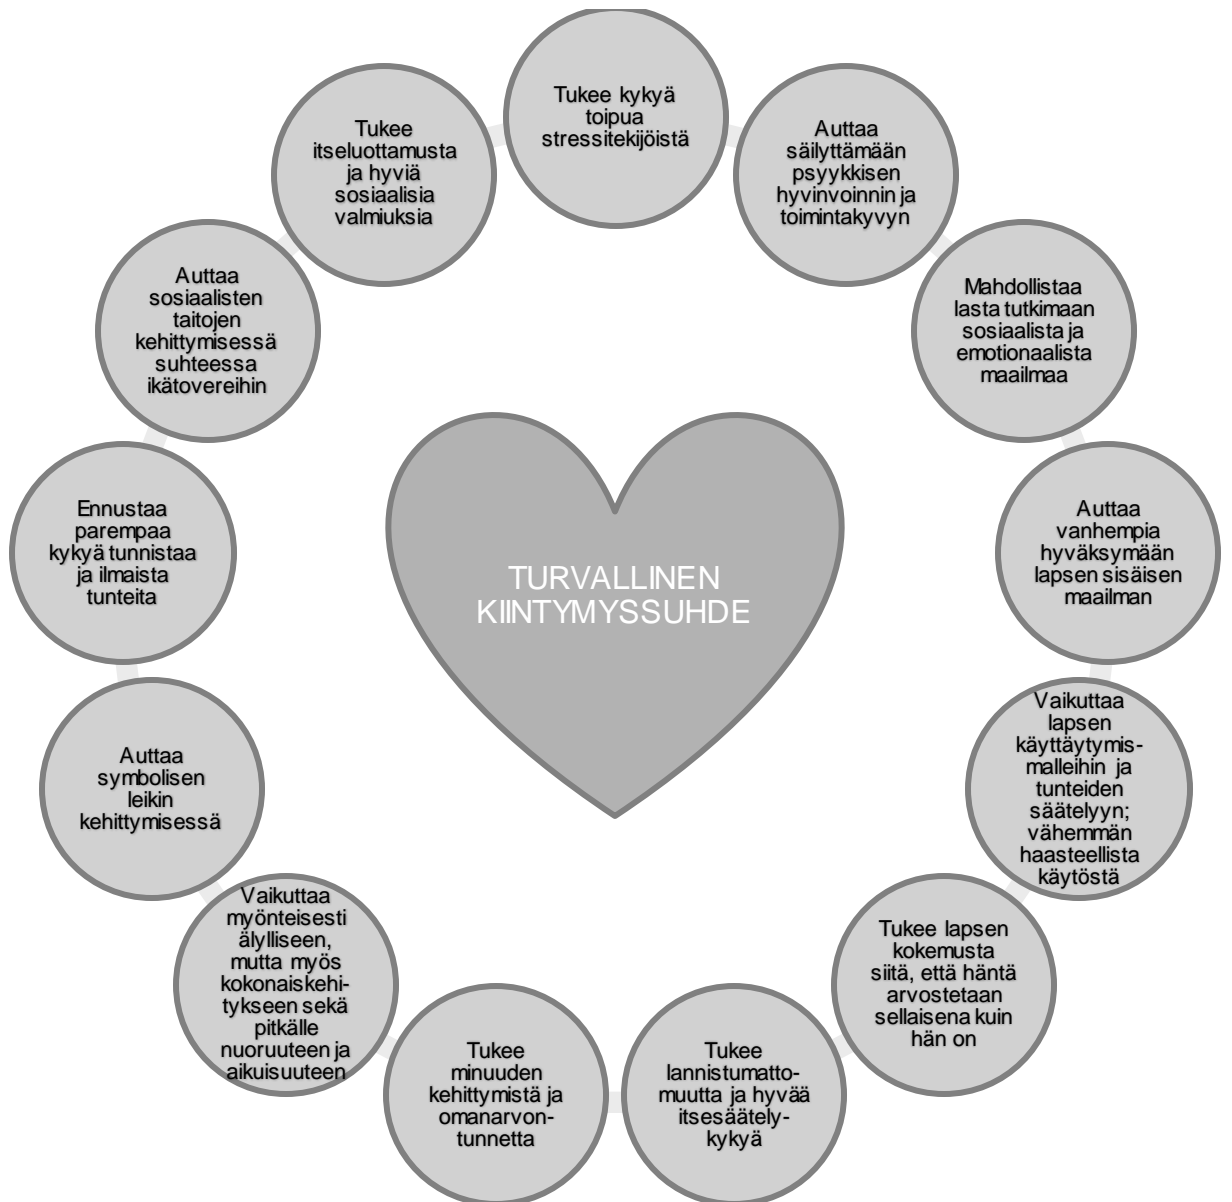 Tukee kykyä
toipua
stressitekijöistä
Auttaa
säilyttämään
psyykkisen
hyvinvoinnin ja
toimintakyvyn
Mahdollistaa
lasta tutkimaan
sosiaalista ja
emotionaalista
maailmaa
Auttaa
vanhempia
hyväksymään
lapsen sisäisen
maailman
Vaikuttaa
lapsen
käyttäytymis-
malleihin ja
tunteiden
säätelyyn;
vähemmän
haasteellista
käytöstä
Tukee lapsen
kokemusta
siitä, että häntä
arvostetaan
sellaisena kuin
hän on
Tukee
lannistumatto-
muutta ja hyvää
itsesäätely-
kykyä
Tukee
minuuden
kehittymistä ja
omanarvon-
tunnetta
Vaikuttaa
myönteisesti
älylliseen,
mutta myös
kokonaiskehi-
tykseen sekä
pitkälle
nuoruuteen ja
aikuisuuteen
Auttaa
symbolisen
leikin
kehittymisessä
Ennustaa
parempaa
kykyä tunnistaa
ja ilmaista
tunteita
Auttaa
sosiaalisten
taitojen
kehittymisessä
suhteessa
ikätovereihin
Tukee
itseluottamusta
ja hyviä
sosiaalisia
valmiuksia
TURVALLINEN
KIINTYMYSSUHDE